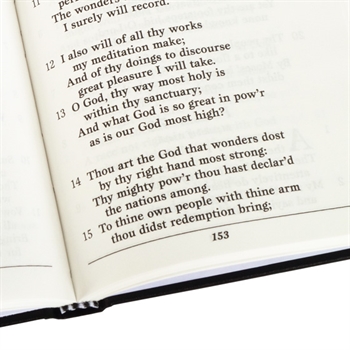 11
The wonders
I surely will record.
12 I also will of all thy works
my meditation make;
And of thy doings to discourse
great pleasure I will take.
13 O God, thy way most holy is
within thy sanctuary;
And what God is so great in pow'r
as is our God most high?
14 Thou art the God that wonders dost
by thy right hand most strong:
Thy mighty pow'r thou hast declar'd
the nations among.
15 To thine own people with thine arm
thou didst redemption bring;
153